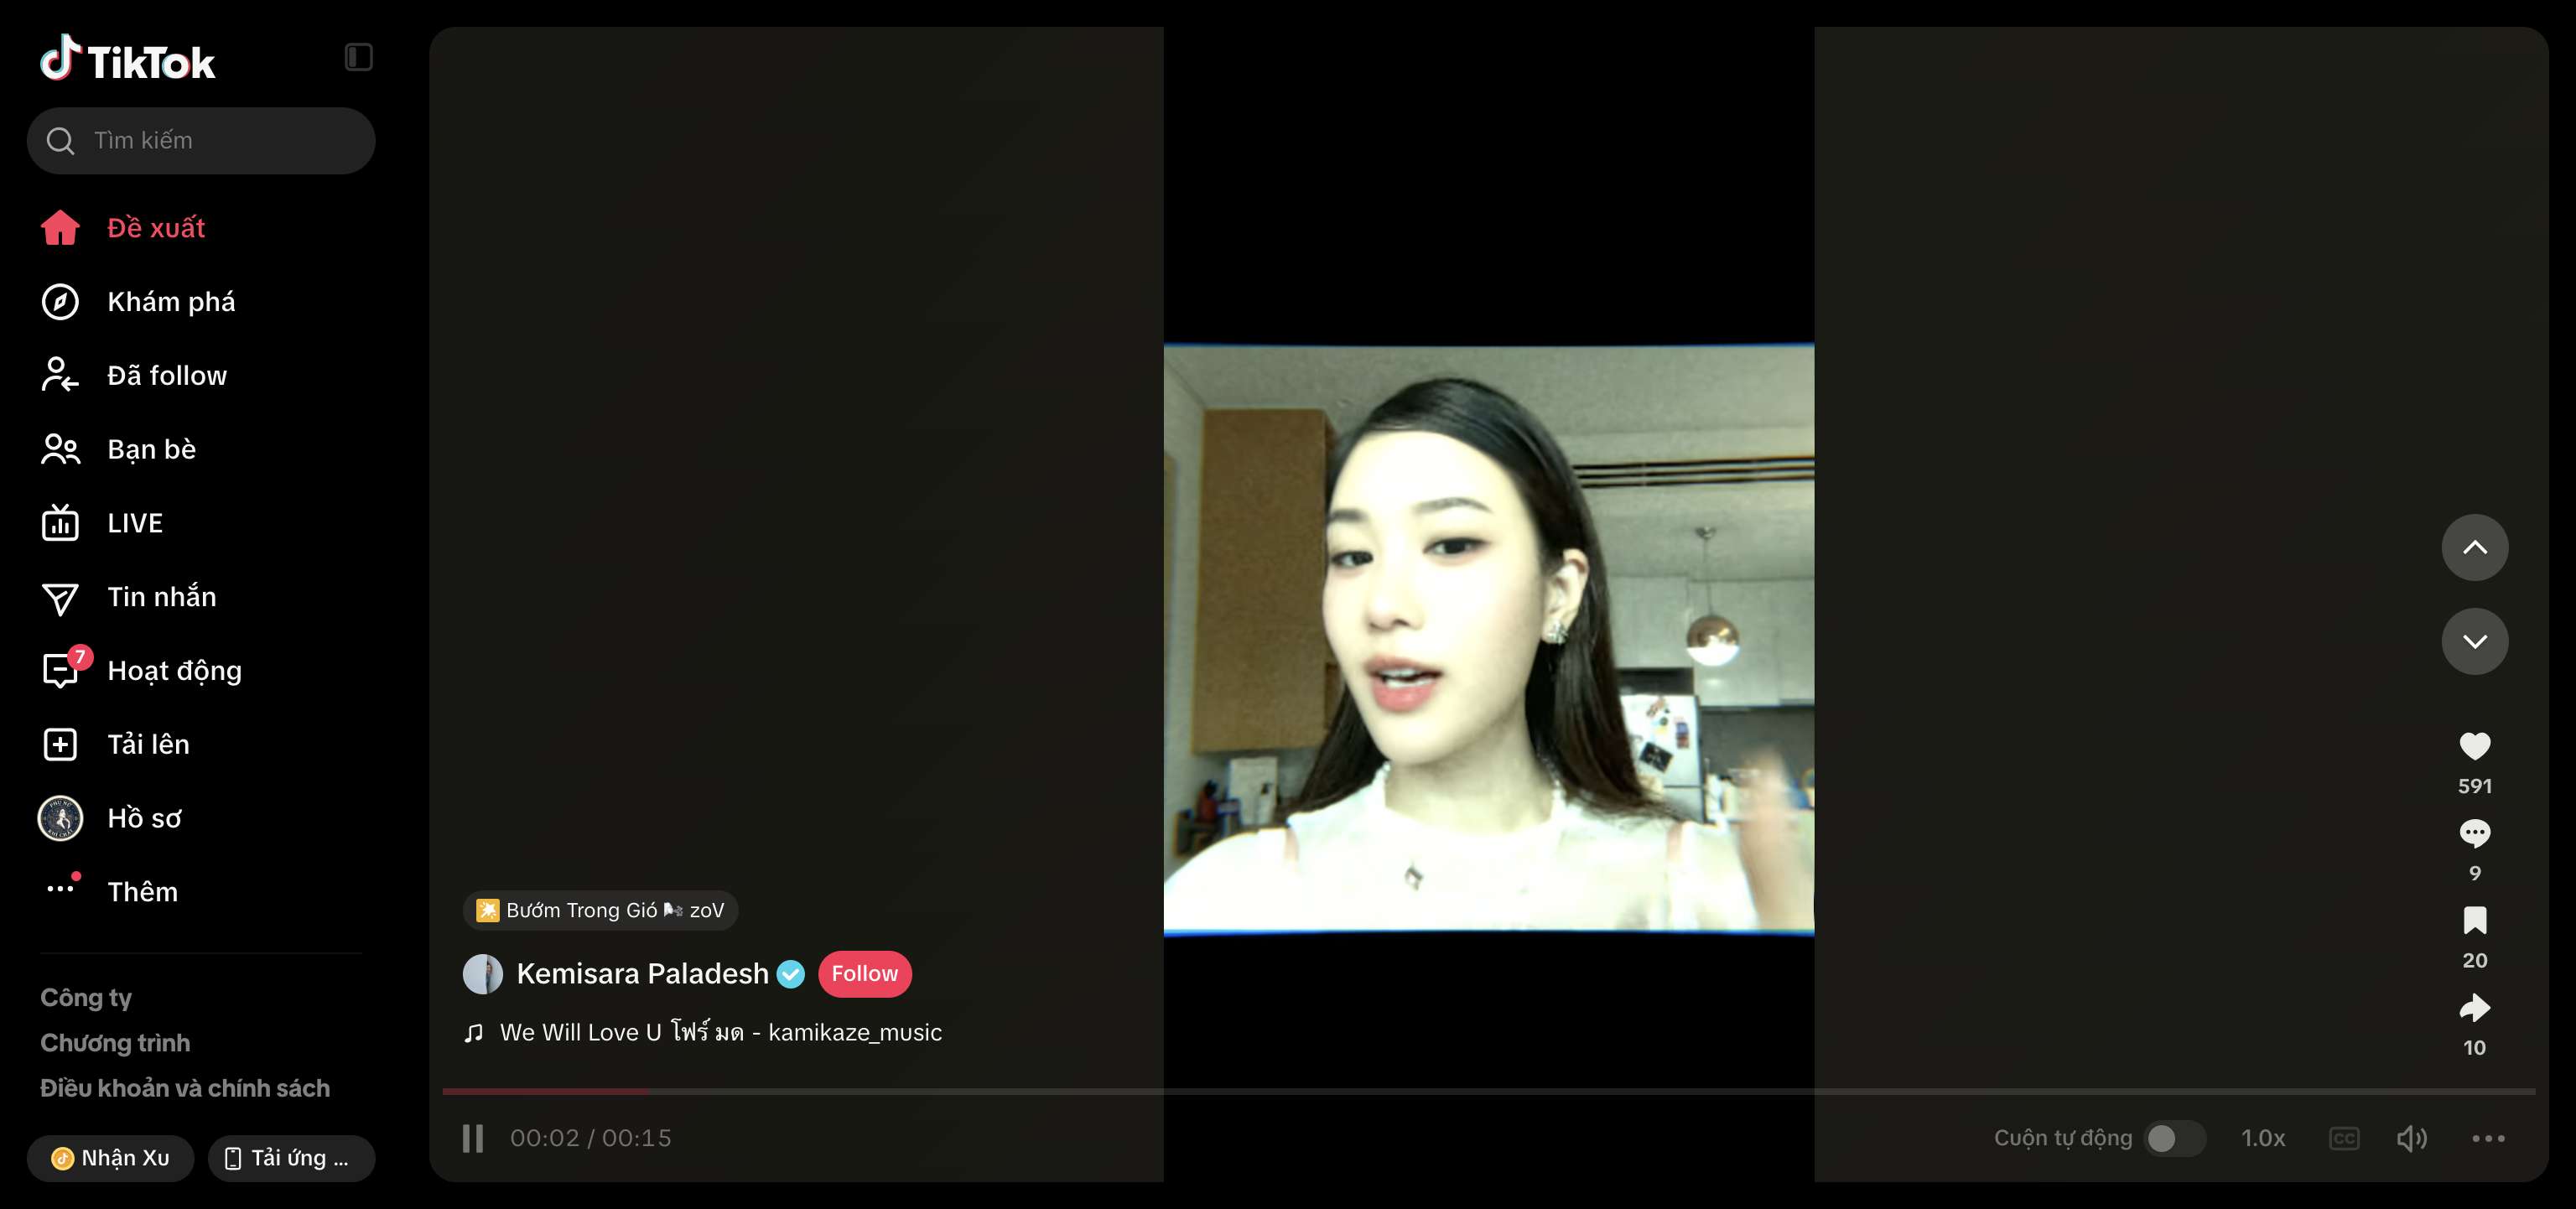 TikTok
Tìm kiếm
Đề xuất
Khám phá
Đã follow
Bạn bè
LIVE
Tin nhắn
7
Hoạt động
Tải lên
Hồ sơ
Thêm
Công ty
Chương trình
Điều khoản và chính sách
Nhận Xu
Tải ứng ...
Bướm Trong Gió 🌬️ zoV
Kemisara Paladesh
Follow
We Will Love U โฟร์ มด - kamikaze_music
00:02 / 00:15
591
9
20
10
Cuộn tự động
1.0x
CC